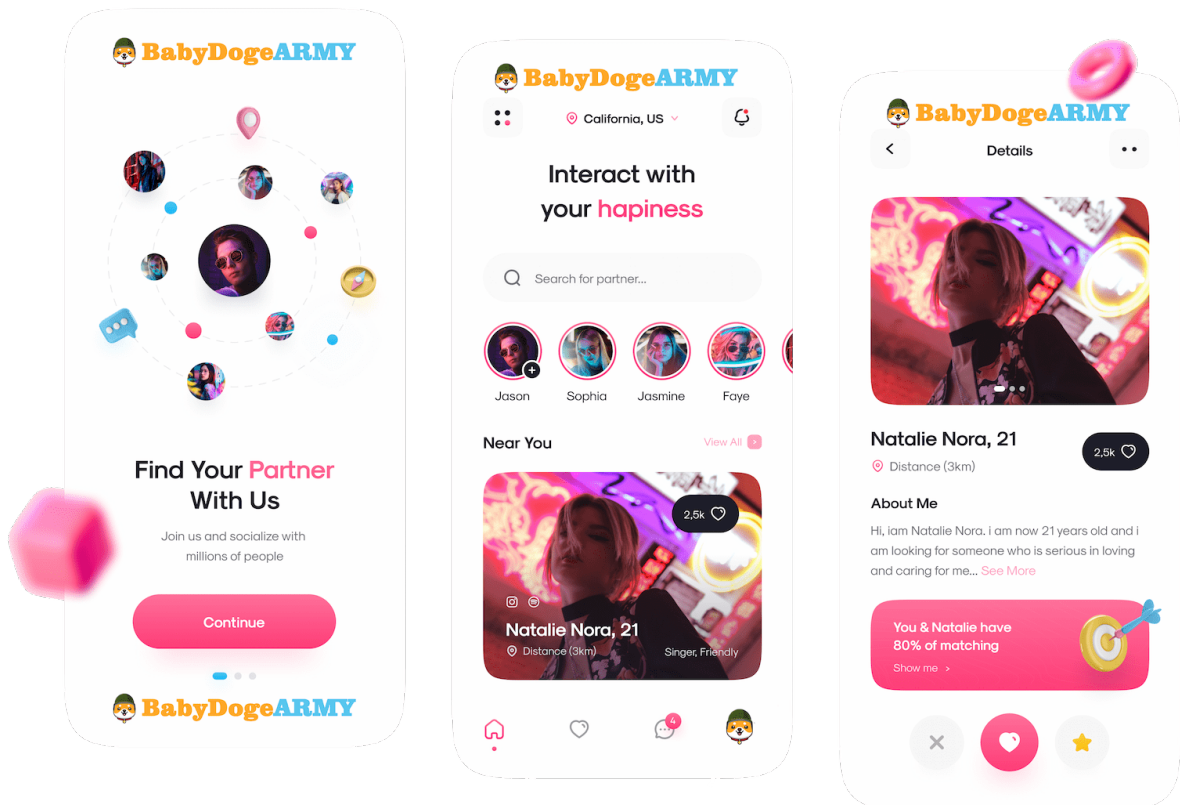 BabyDogeARMY
Find Your Partner
With Us
Join us and socialize with
millions of people
Continue
BabyDogeARMY
BabyDogeARMY
California, US
Interact with
your hapiness
Search for partner...
Jason
Sophia
Jasmine
Faye
Near You
View All
2,5k
Natalie Nora, 21
Distance (3km)
Singer, Friendly
4
BabyDogeARMY
Details
Natalie Nora, 21
2,5k
Distance (3km)
About Me
Hi, iam Natalie Nora. i am now 21 years old and i
am looking for someone who is serious in loving
and caring for me... See More
You & Natalie have
80% of matching
Show me